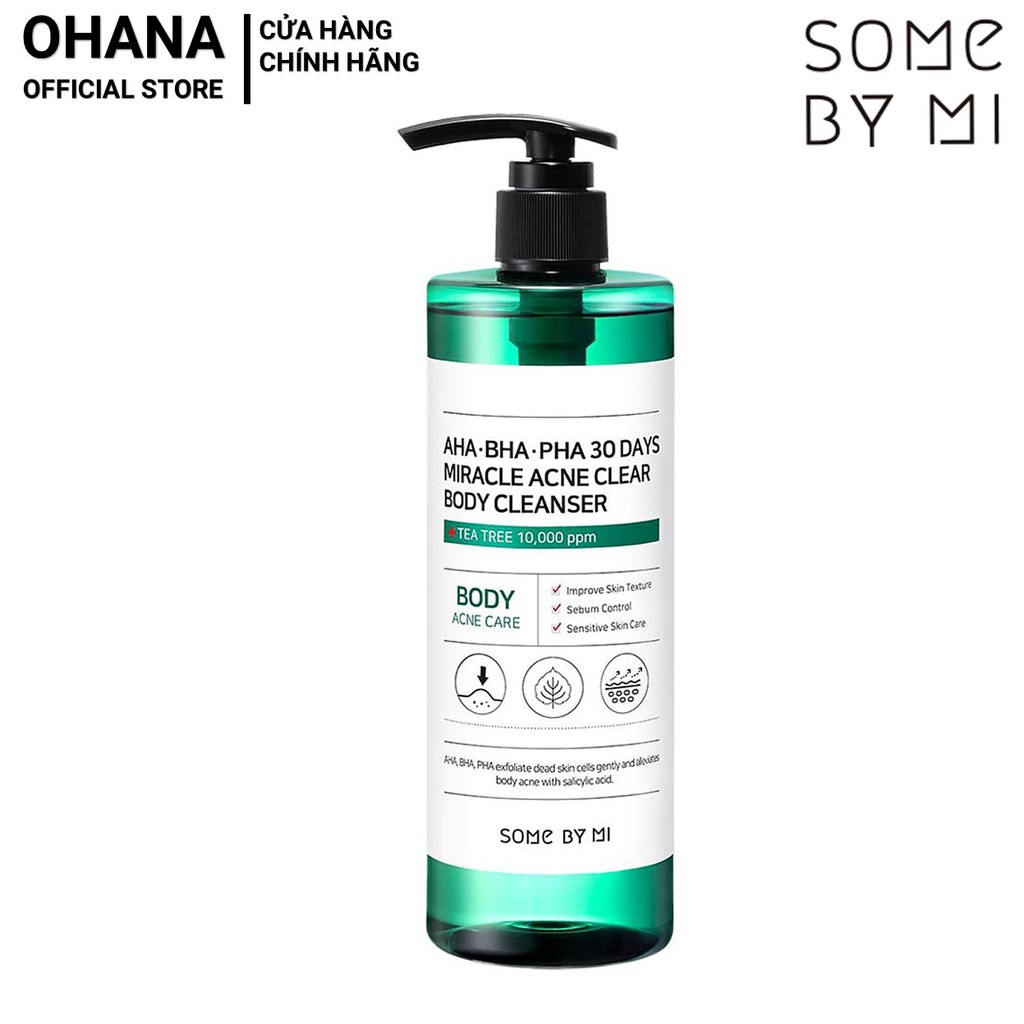 OHANA
OFFICIAL STORE
CỬA HÀNG
CHÍNH HÃNG
SOME
BY MI
AHA·BHA·PHA 30 DAYS
MIRACLE ACNE CLEAR
BODY CLEANSER
TEA TREE 10,000 ppm
BODY
ACNE CARE
Improve Skin Texture
Sebum Control
Sensitive Skin Care
AHA, BHA, PHA exfoliate dead skin cells gently and alleviates
body acne with salicylic acid.
SOME BY MI